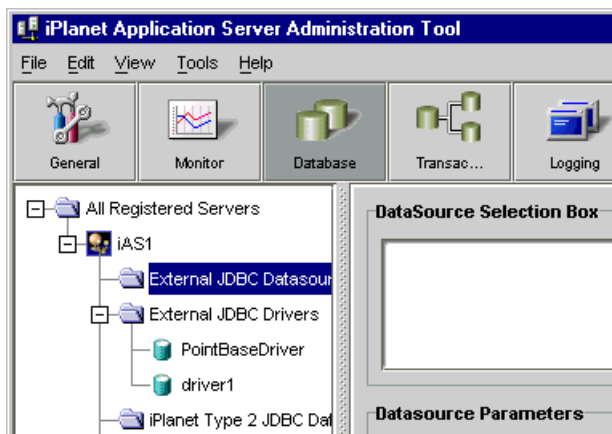 iPlanet Application Server Administration Tool
File Edit View Tools Help
General Monitor Database Transac... Logging
All Registered Servers
iAS1
External JDBC Datasour
External JDBC Drivers
PointBaseDriver
driver1
iPlanet Type 2 JDBC Dat
DataSource Selection Box
Datasource Parameters